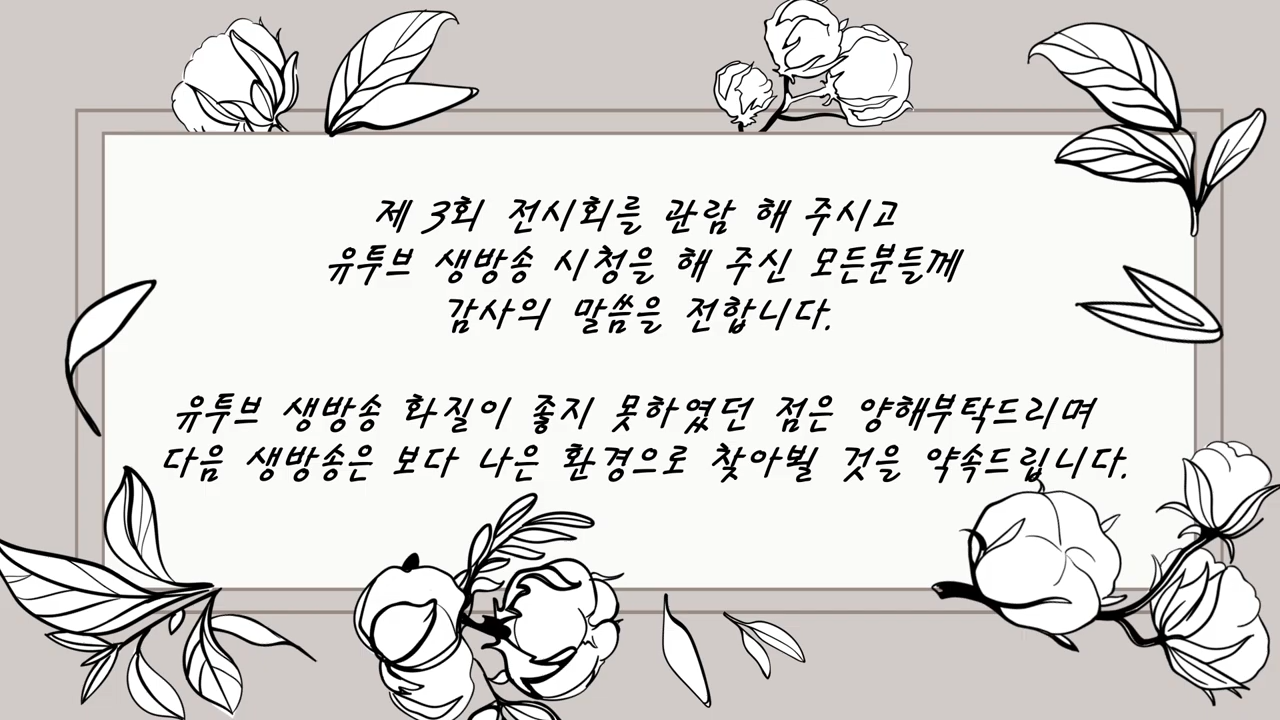 제 3회 전시회를 관람 해 주시고
유투브 생방송 시청을 해 주신 모든분들께
감사의 말씀을 전합니다.
유투브 생방송 화질이 좋지 못하였던 점은 양해부탁드리며
다음 생방송은 보다 나은 환경으로 찾아뵐 것을 약속드립니다.